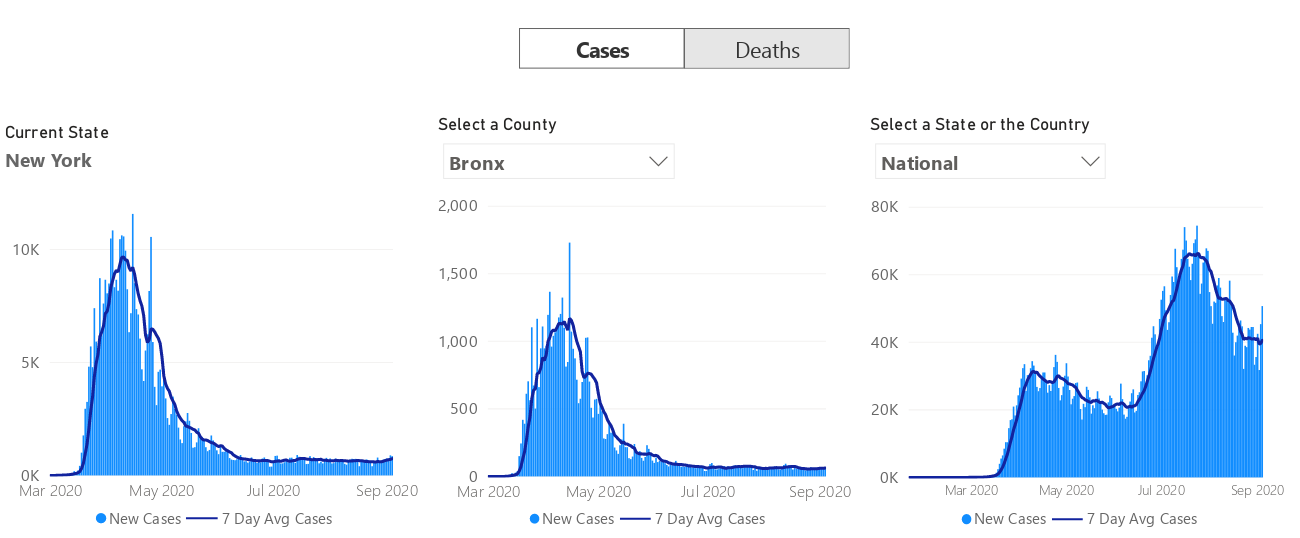 Cases Deaths
Current State
New York
10K
5K
0K
Mar 2020 May 2020 Jul 2020 Sep 2020
New Cases 7 Day Avg Cases
Select a County
Bronx
2,000
1,500
1,000
500
0
Mar 2020 May 2020 Jul 2020 Sep 2020
New Cases 7 Day Avg Cases
Select a State or the Country
National
80K
60K
40K
20K
0K
Mar 2020 May 2020 Jul 2020 Sep 2020
New Cases 7 Day Avg Cases